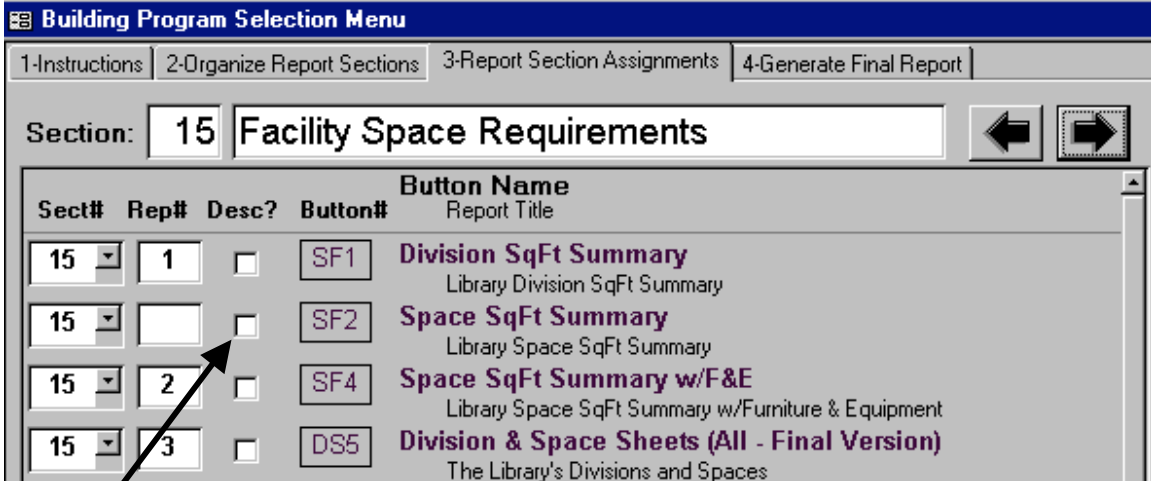 Building Program Selection Menu
1-Instructions 2-Organize Report Sections 3-Report Section Assignments 4-Generate Final Report
Section: 15 Facility Space Requirements
Button Name
Sect# Rep# Desc? Button# Report Title
15 1 SF1 Division SqFt Summary
Library Division SqFt Summary
15 SF2 Space SqFt Summary
Library Space SqFt Summary
15 2 SF4 Space SqFt Summary w/F&E
Library Space SqFt Summary w/Furniture & Equipment
15 3 DS5 Division & Space Sheets (All - Final Version)
The Library's Divisions and Spaces